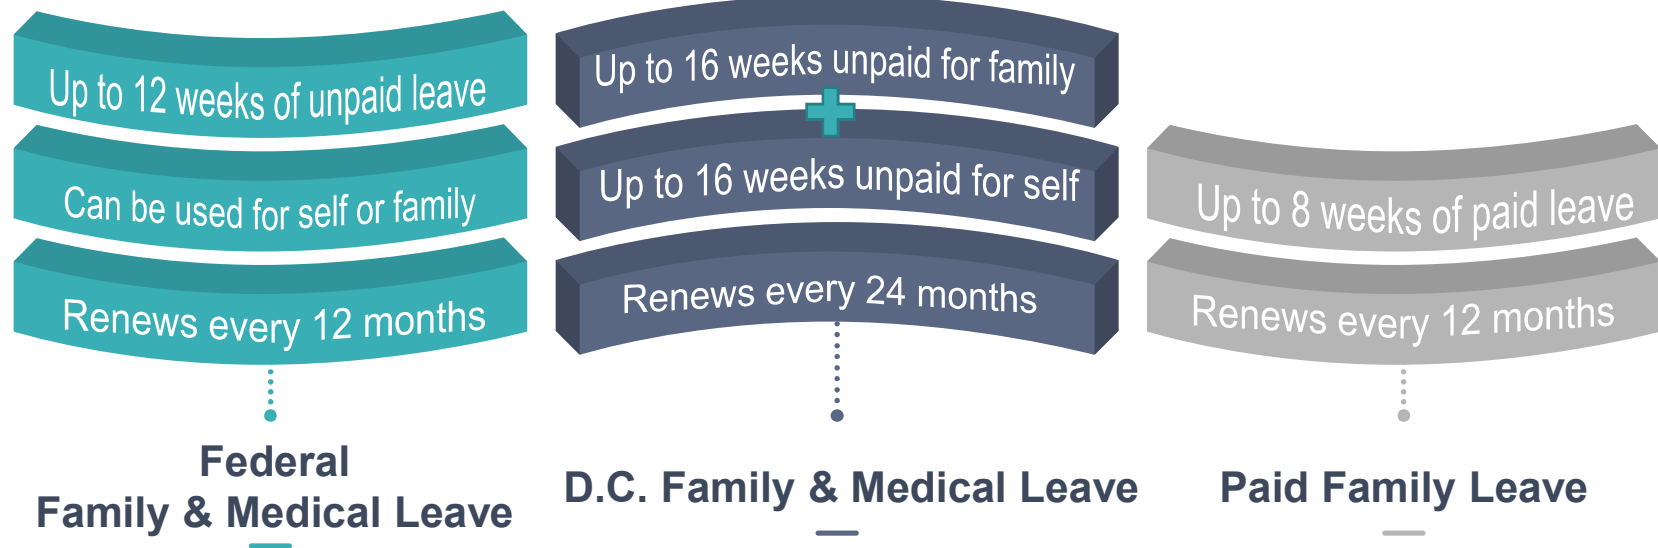 Up to 12 weeks of unpaid leave
Can be used for self or family
Renews every 12 months
Federal
Family & Medical Leave
Up to 16 weeks unpaid for family
Up to 16 weeks unpaid for self
Renews every 24 months
D.C. Family & Medical Leave
Up to 8 weeks of paid leave
Renews every 12 months
Paid Family Leave